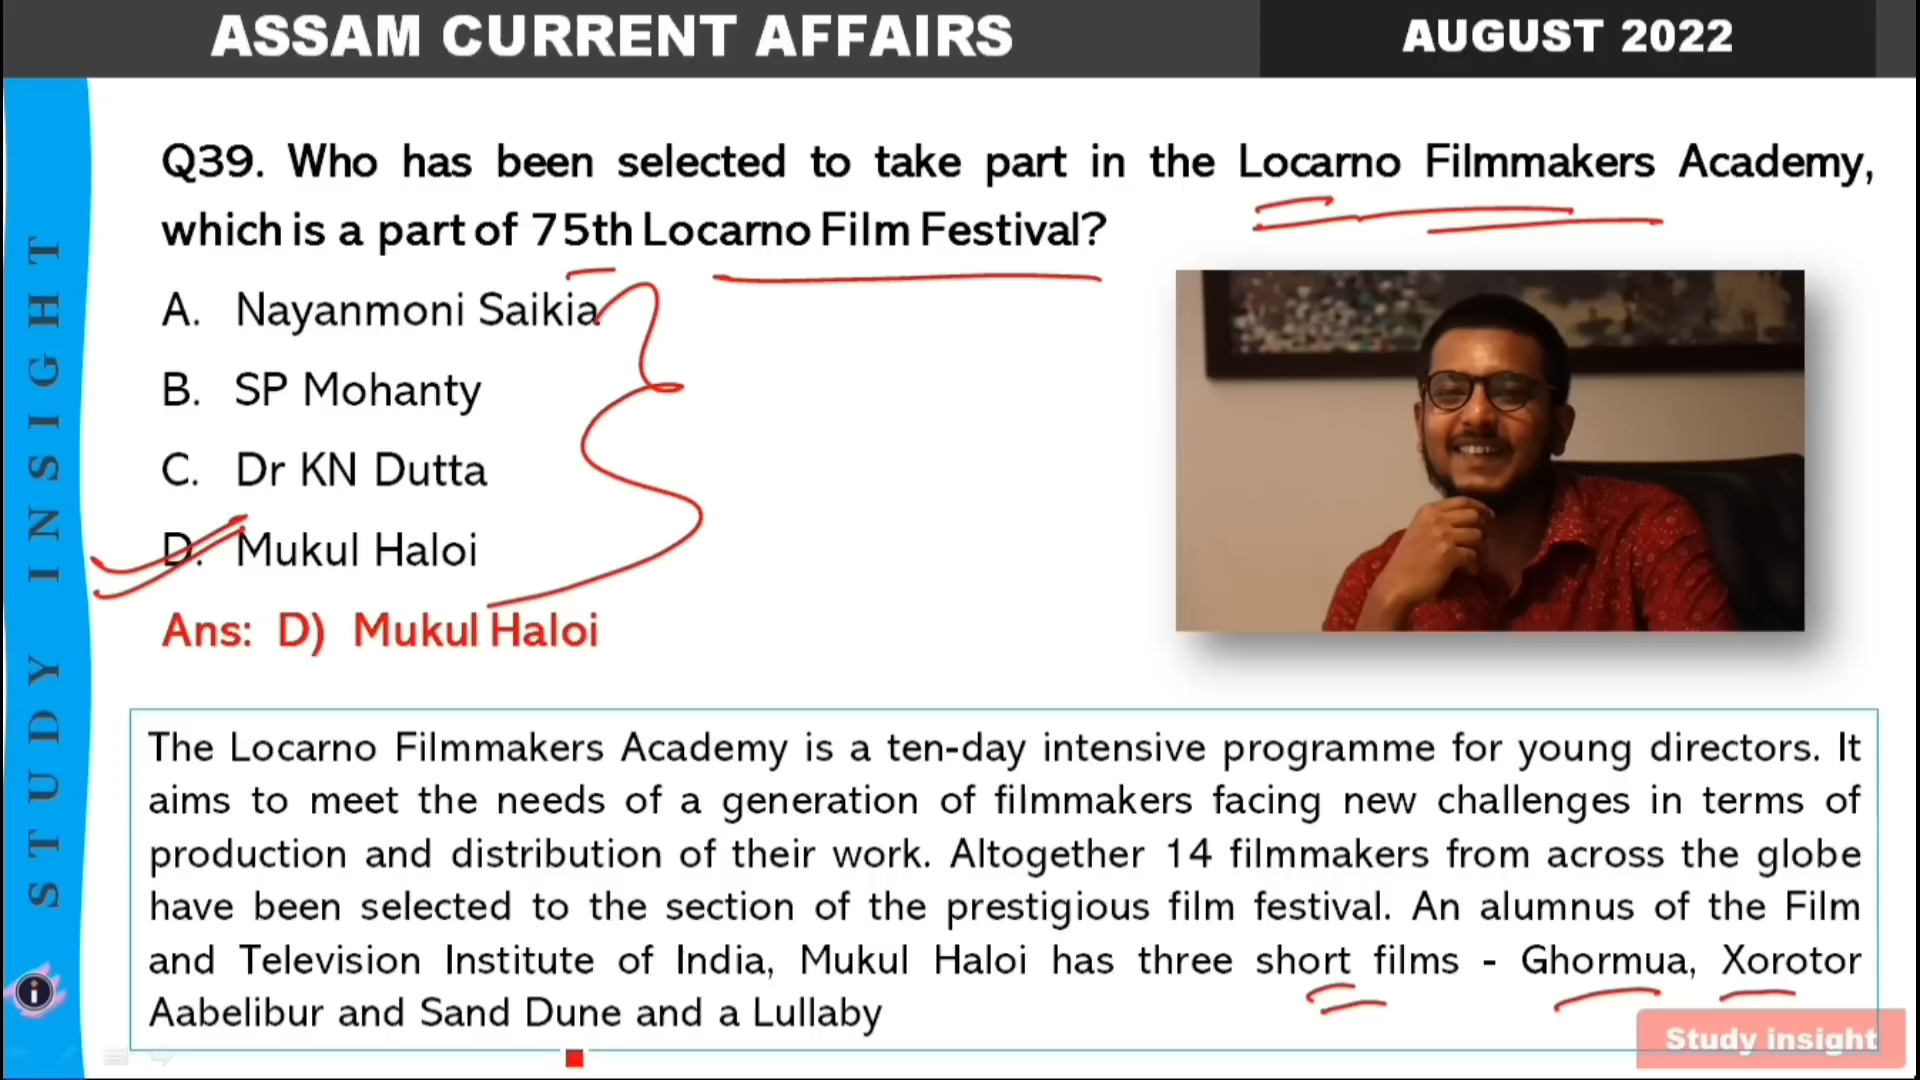 ASSAM CURRENT AFFAIRS
AUGUST 2022
Q39. Who has been selected to take part in the Locarno Filmmakers Academy,
which is a part of 75th Locarno Film Festival?
A. Nayanmoni Saikia
B. SP Mohanty
C. Dr KN Dutta
D. Mukul Haloi
Ans: D) Mukul Haloi
The Locarno Filmmakers Academy is a ten-day intensive programme for young directors. It
aims to meet the needs of a generation of filmmakers facing new challenges in terms of
production and distribution of their work. Altogether 14 filmmakers from across the globe
have been selected to the section of the prestigious film festival. An alumnus of the Film
and Television Institute of India, Mukul Haloi has three short films - Ghormua, Xorotor
Aabelibur and Sand Dune and a Lullaby
STUDY INSIGHT
i
Study insight